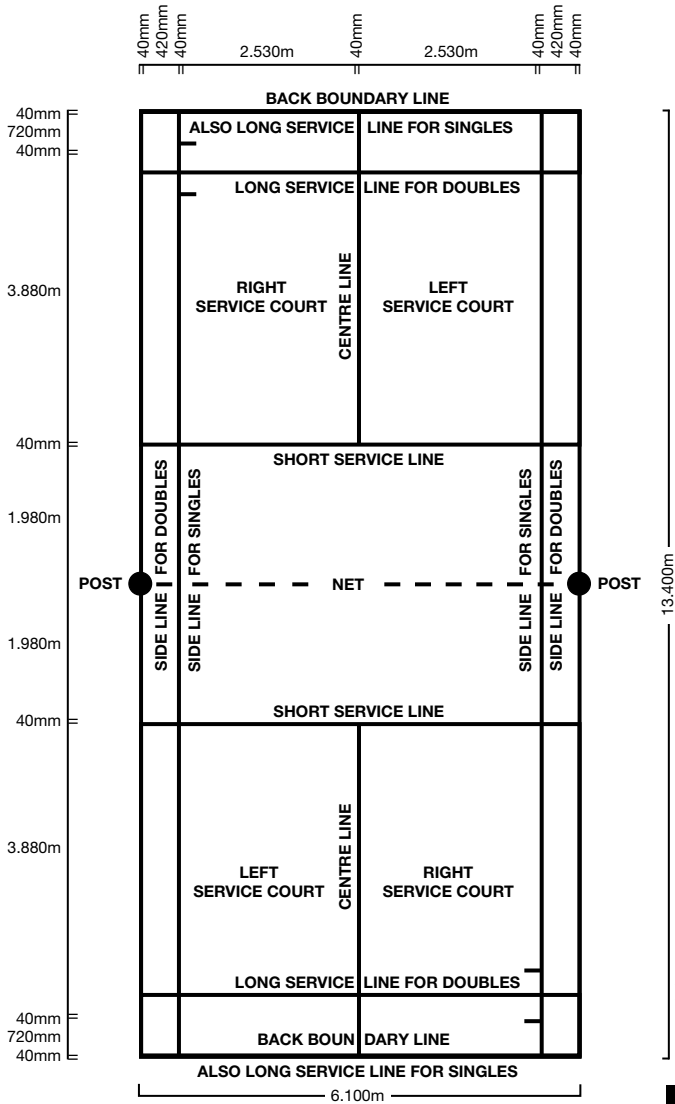 40mm
420mm
40mm
2.530m
40mm
2.530m
40mm
420mm
40mm
BACK BOUNDARY LINE
40mm
720mm
40mm
ALSO LONG SERVICE LINE FOR SINGLES
LONG SERVICE LINE FOR DOUBLES
3.880m
RIGHT
SERVICE COURT
CENTRE LINE
LEFT
SERVICE COURT
40mm
SHORT SERVICE LINE
1.980m
SIDE LINE FOR DOUBLES
SIDE LINE FOR SINGLES
SIDE LINE FOR SINGLES
SIDE LINE FOR DOUBLES
POST
NET
POST
13.400m
1.980m
40mm
SHORT SERVICE LINE
3.880m
LEFT
SERVICE COURT
CENTRE LINE
RIGHT
SERVICE COURT
LONG SERVICE LINE FOR DOUBLES
40mm
720mm
40mm
BACK BOUNDARY LINE
ALSO LONG SERVICE LINE FOR SINGLES
6.100m